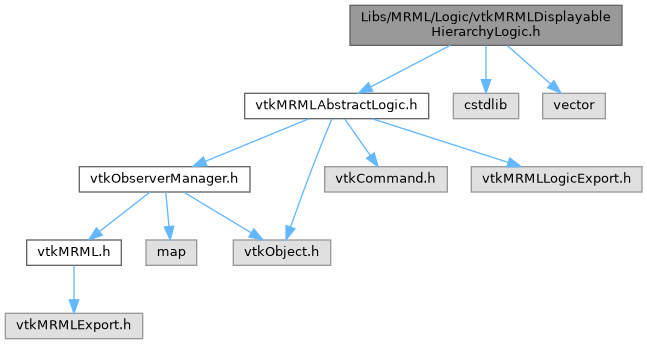 Libs/MRML/Logic/vtkMRMLDisplayable
HierarchyLogic.h
vtkMRMLAbstractLogic.h
cstdlib
vector
vtkObserverManager.h
vtkCommand.h
vtkMRMLLogicExport.h
vtkMRML.h
map
vtkObject.h
vtkMRMLExport.h